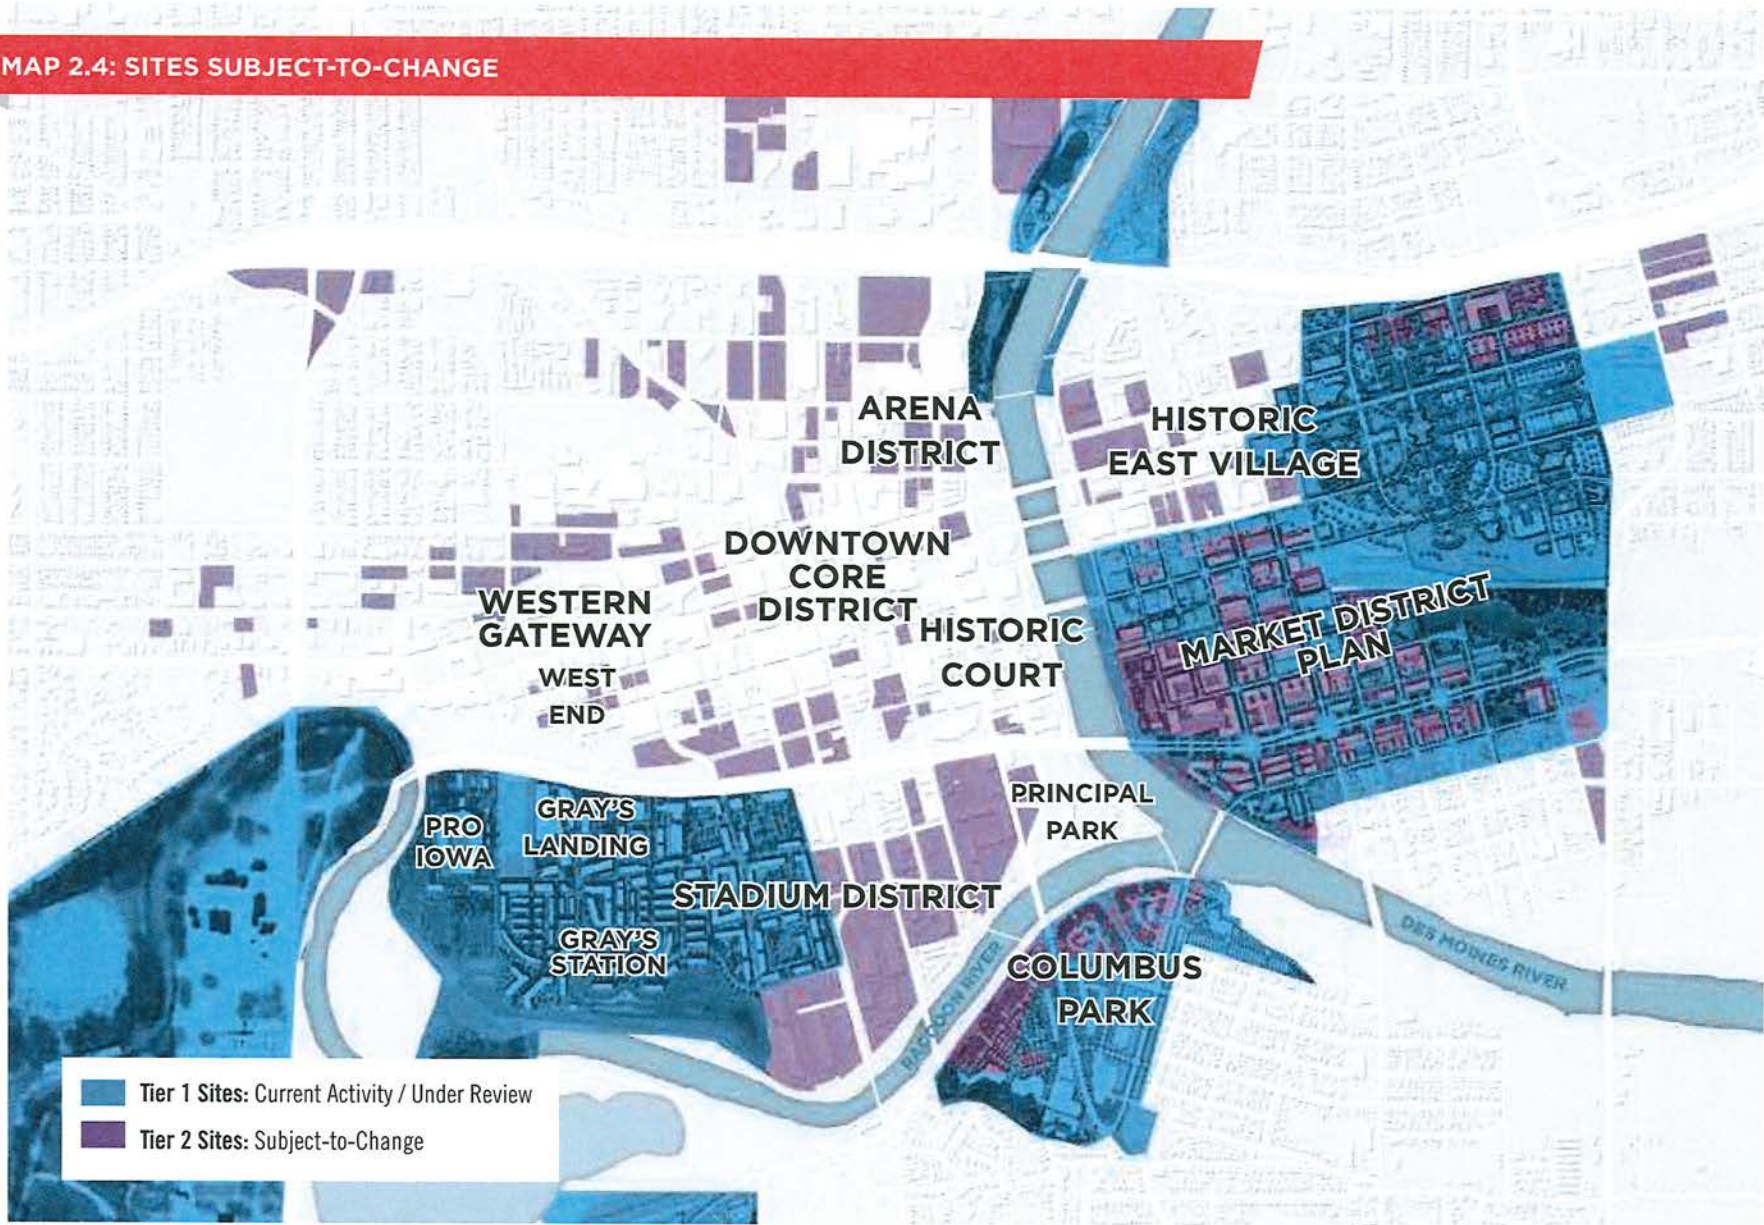 MAP 2.4: SITES SUBJECT-TO-CHANGE
ARENA
DISTRICT
HISTORIC
EAST VILLAGE
DOWNTOWN
CORE
DISTRICT
WESTERN
GATEWAY
HISTORIC
COURT
MARKET DISTRICT
PLAN
WEST
END
PRO
IOWA
GRAY'S
LANDING
PRINCIPAL
PARK
STADIUM DISTRICT
GRAY'S
STATION
COLUMBUS
PARK
RACCOON RIVER
DES MOINES RIVER
Tier 1 Sites: Current Activity / Under Review
Tier 2 Sites: Subject-to-Change